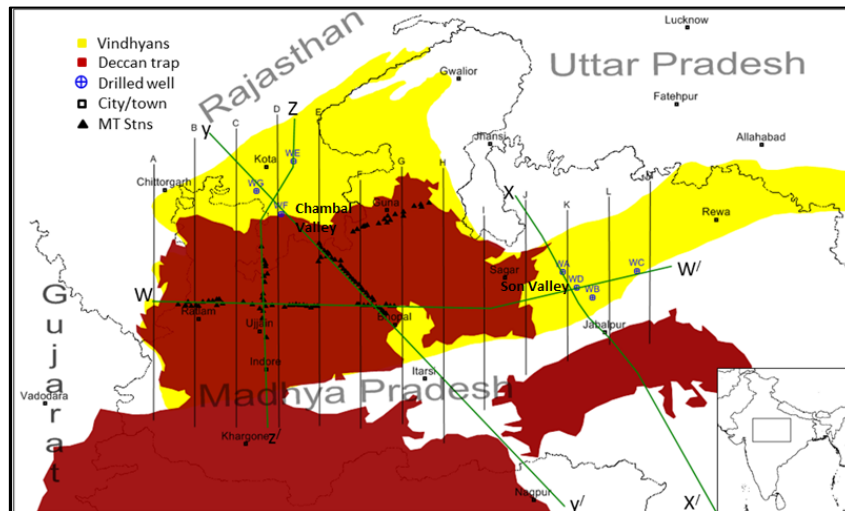 Vindhyans
Deccan trap
Drilled well
City/town
MT Stns
Rajasthan
Uttar Pradesh
Madhya Pradesh
Gujarat
Lucknow
Gwalior
Fatehpur
Jhansi
Allahabad
Kota
Chittorgarh
Chambal
Valley
Guna
Rewa
Sagar
Son Valley
Jabalpur
Ratlam
Ujjain
Bhopal
Indore
Itarsi
Vadodara
Khargone
Nagpur
A
B
C
D
E
F
G
H
I
J
K
L
WE
WG
WF
WA
WD
WB
WC
y
Z
X
W
W/
Z/
y/
X/